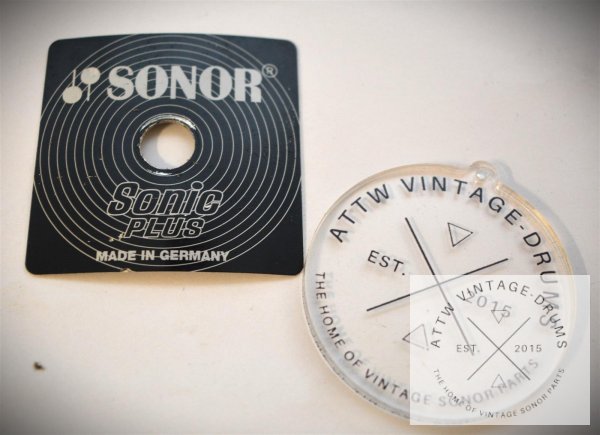 SONOR®
Sonic
PLUS
MADE IN GERMANY
ATTW VINTAGE-DRUMS
EST. 2015
THE HOME OF VINTAGE SONOR PARTS
ATTW VINTAGE-DRUMS
EST. 2015
THE HOME OF VINTAGE SONOR PARTS